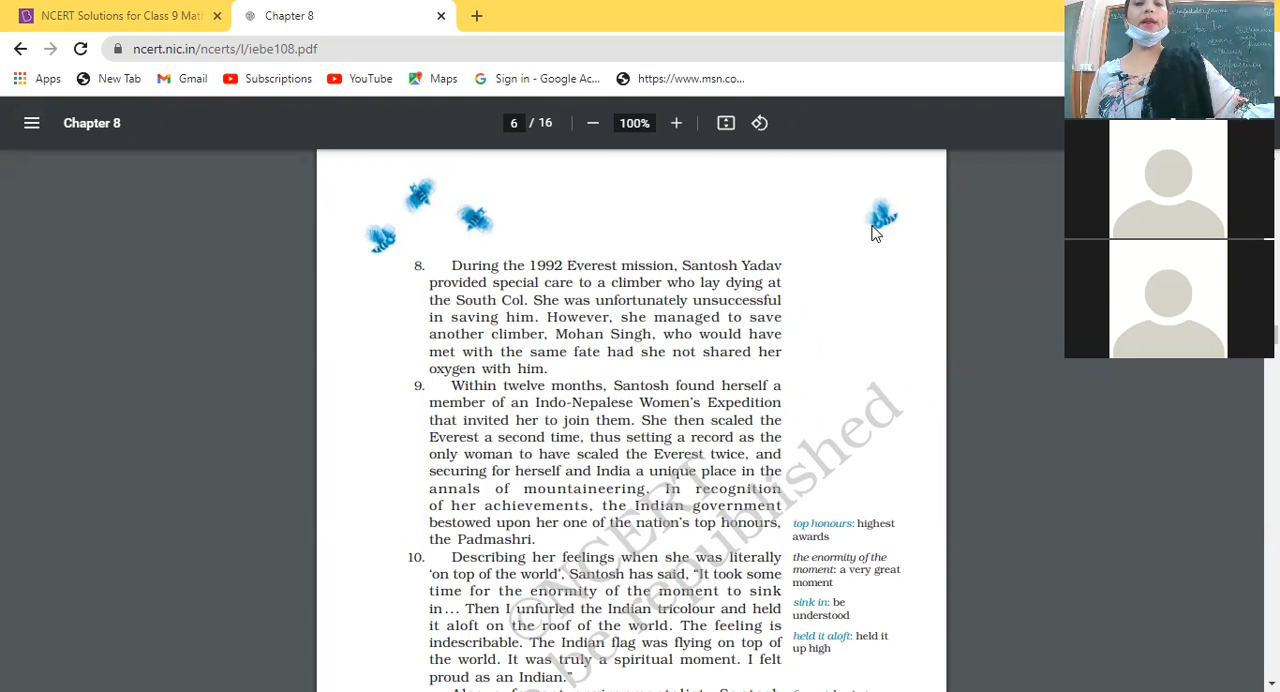 NCERT Solutions for Class 9 Mat
Chapter 8
ncert.nic.in/ncerts/l/iebe108.pdf
Apps
New Tab
Gmail
Subscriptions
YouTube
Maps
Sign in - Google Ac...
https://www.msn.co...
Chapter 8
6 / 16
100%
8. During the 1992 Everest mission, Santosh Yadav
provided special care to a climber who lay dying at
the South Col. She was unfortunately unsuccessful
in saving him. However, she managed to save
another climber, Mohan Singh, who would have
met with the same fate had she not shared her
oxygen with him.
9. Within twelve months, Santosh found herself a
member of an Indo-Nepalese Women's Expedition
that invited her to join them. She then scaled the
Everest a second time, thus setting a record as the
only woman to have scaled the Everest twice, and
securing for herself and India a unique place in the
annals of mountaineering. In recognition
of her achievements, the Indian government
bestowed upon her one of the nation's top honours,
the Padmashri.
10. Describing her feelings when she was literally
'on top of the world', Santosh has said, "It took some
time for the enormity of the moment to sink
in... Then I unfurled the Indian tricolour and held
it aloft on the roof of the world. The feeling is
indescribable. The Indian flag was flying on top of
the world. It was truly a spiritual moment. I felt
proud as an Indian."
top honours: highest
awards
the enormity of the
moment: a very great
moment
sink in: be
understood
held it aloft: held it
up high
©NCERT
be republished